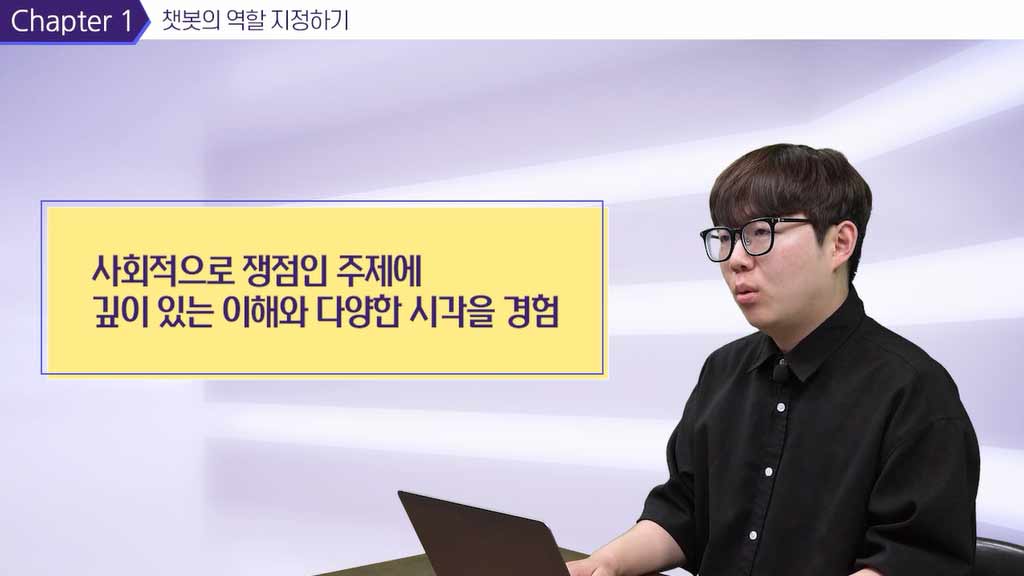 Chapter 1
챗봇의 역할 지정하기
사회적으로 쟁점인 주제에
깊이 있는 이해와 다양한 시각을 경험